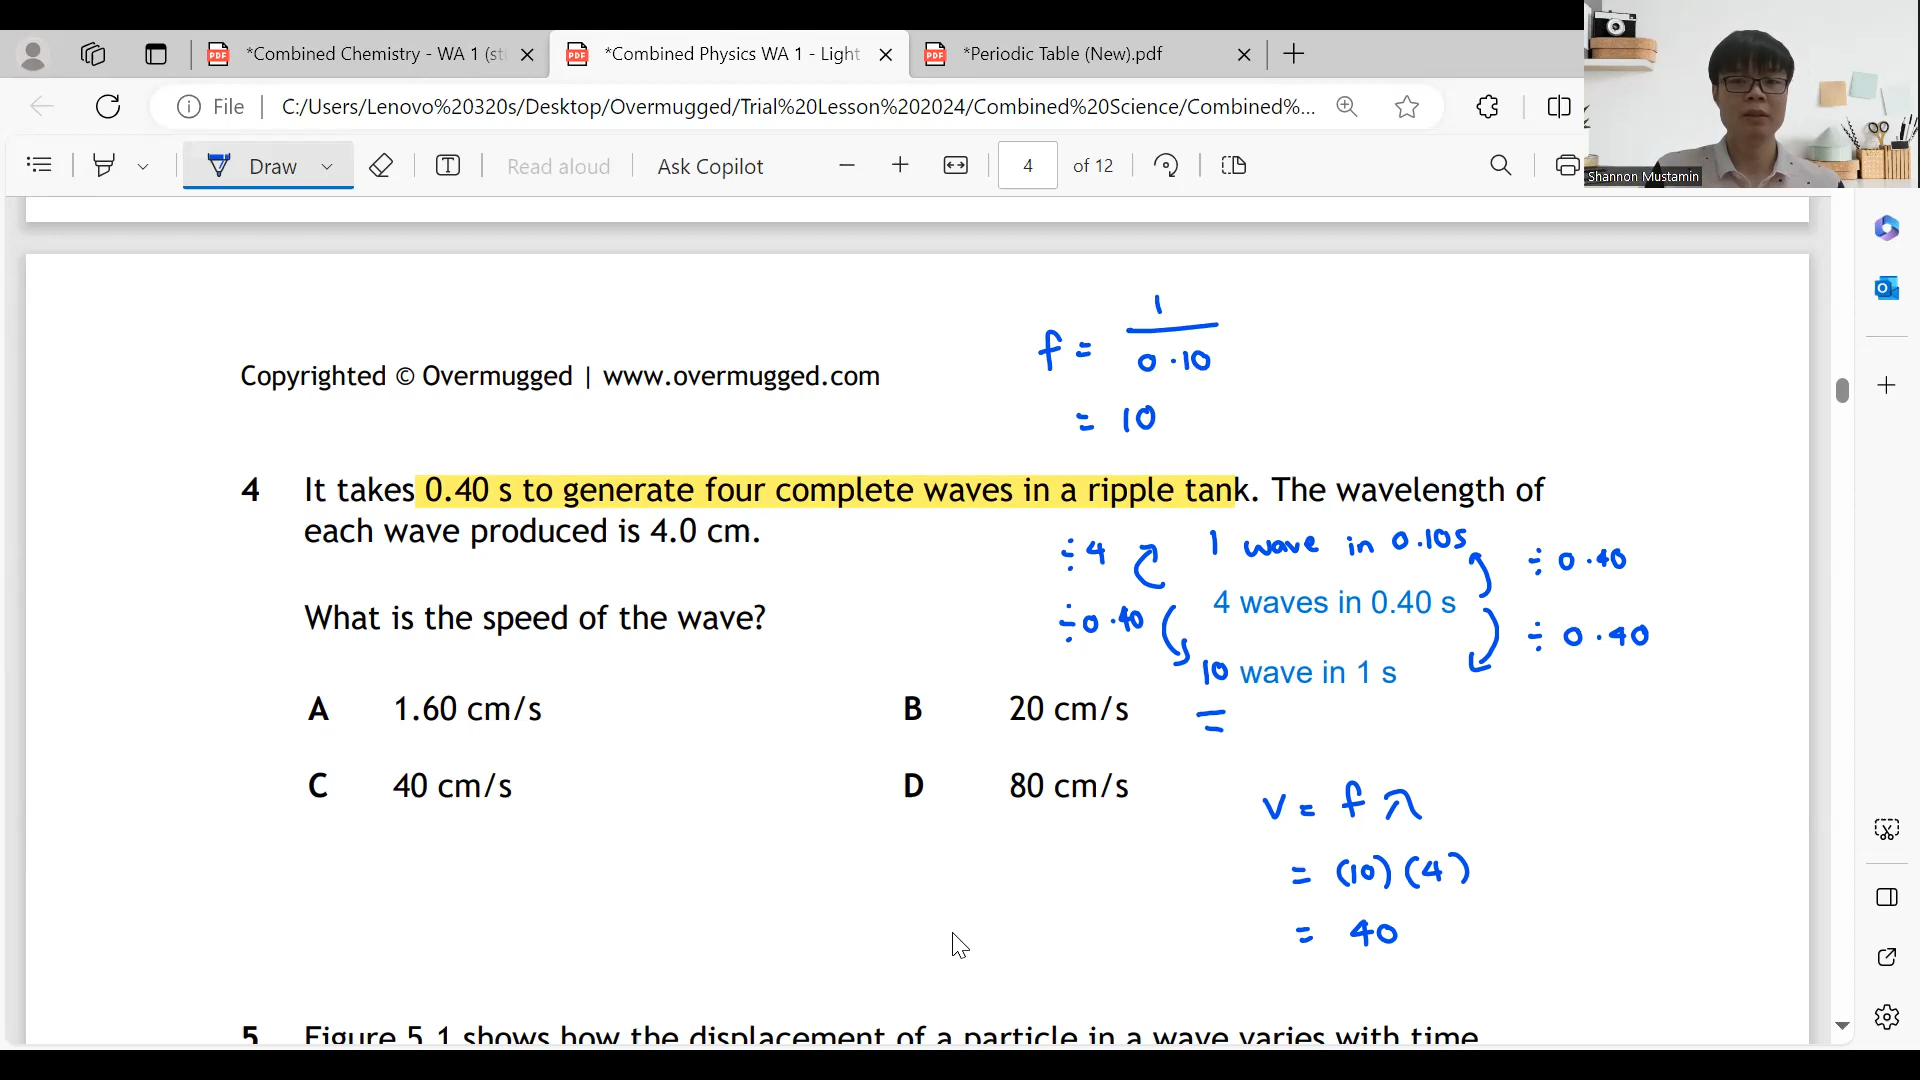 *Combined Chemistry - WA 1 (st
*Combined Physics WA 1 - Light
*Periodic Table (New).pdf
File
C:/Users/Lenovo%20320s/Desktop/Overmugged/Trial%20Lesson%202024/Combined%20Science/Combined%...
Draw
Read aloud
Ask Copilot
4
of 12
Shannon Mustamin
f = 1
0.10
= 10
Copyrighted © Overmugged | www.overmugged.com
4 It takes 0.40 s to generate four complete waves in a ripple tank. The wavelength of
each wave produced is 4.0 cm.
÷4 1 wave in 0.10s ÷ 0.40
4 waves in 0.40 s
What is the speed of the wave?
÷0.40 ÷ 0.40
10 wave in 1 s
=
A 1.60 cm/s B 20 cm/s
C 40 cm/s D 80 cm/s
v = f λ
= (10)(4)
= 40
5 Figure 5.1 shows how the displacement of a particle in a wave varies with time